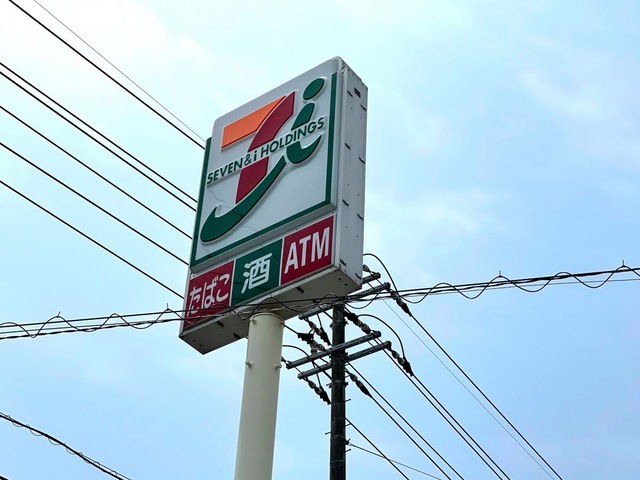 SEVEN & i HOLDINGS
たばこ 酒 ATM